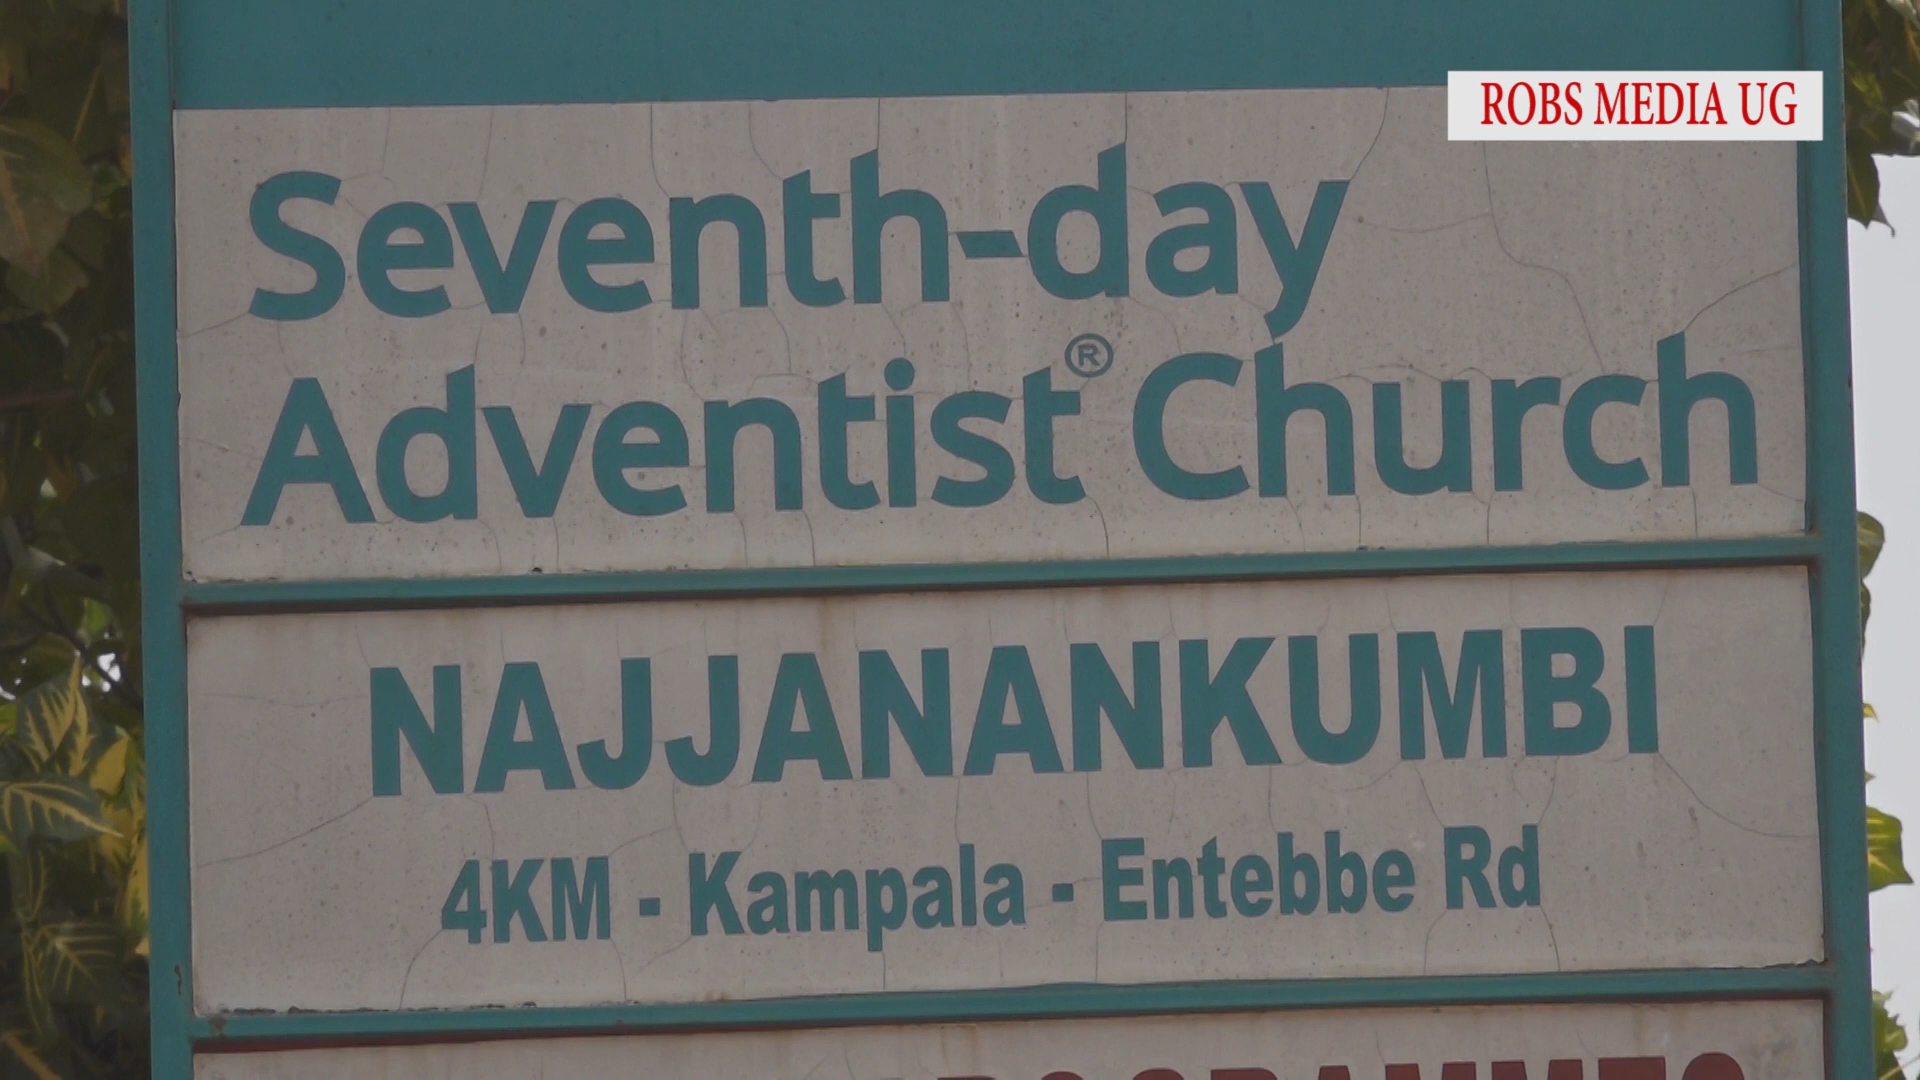 ROBS MEDIA UG
Seventh-day
Adventist® Church
NAJJANANKUMBI
4KM - Kampala - Entebbe Rd